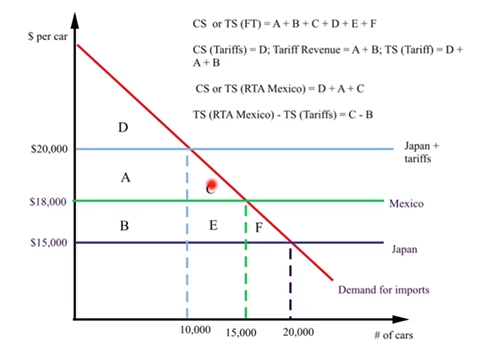 CS or TS (FT) = A + B + C + D + E + F
$ per car
CS (Tariffs) = D; Tariff Revenue = A + B; TS (Tariff) = D +
A + B
CS or TS (RTA Mexico) = D + A + C
TS (RTA Mexico) - TS (Tariffs) = C - B
D
$20,000
Japan +
tariffs
A
C
$18,000
Mexico
B
E
F
$15,000
Japan
Demand for imports
10,000
15,000
20,000
# of cars